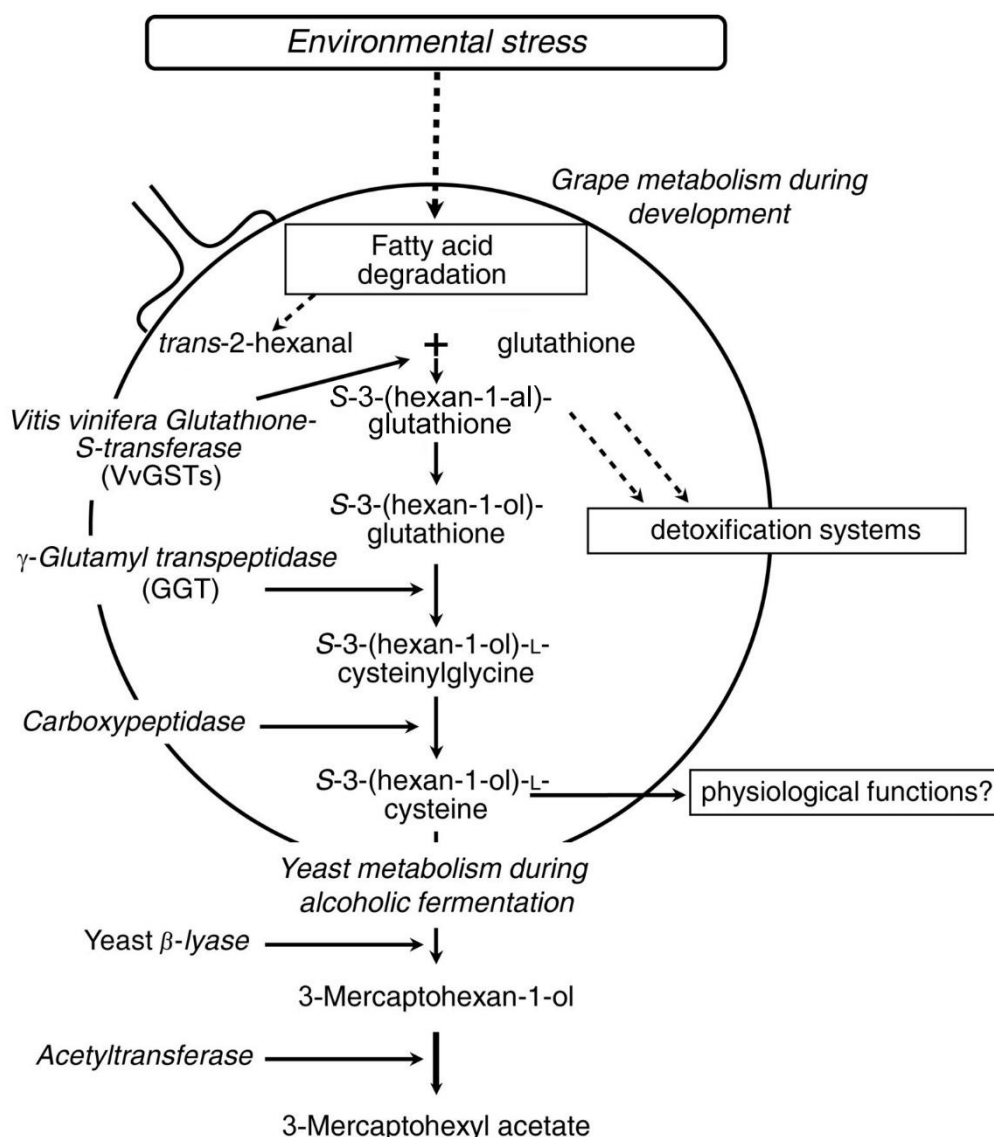 Environmental stress
Grape metabolism during
development
Fatty acid
degradation
trans-2-hexanal + glutathione
S-3-(hexan-1-al)-
glutathione
Vitis vinifera Glutathione-
S-transferase
(VvGSTs)
S-3-(hexan-1-ol)-
glutathione
detoxification systems
γ-Glutamyl transpeptidase
(GGT)
S-3-(hexan-1-ol)-L-
cysteinylglycine
Carboxypeptidase
S-3-(hexan-1-ol)-L-
cysteine
physiological functions?
Yeast metabolism during
alcoholic fermentation
Yeast β-lyase
3-Mercaptohexan-1-ol
Acetyltransferase
3-Mercaptohexyl acetate